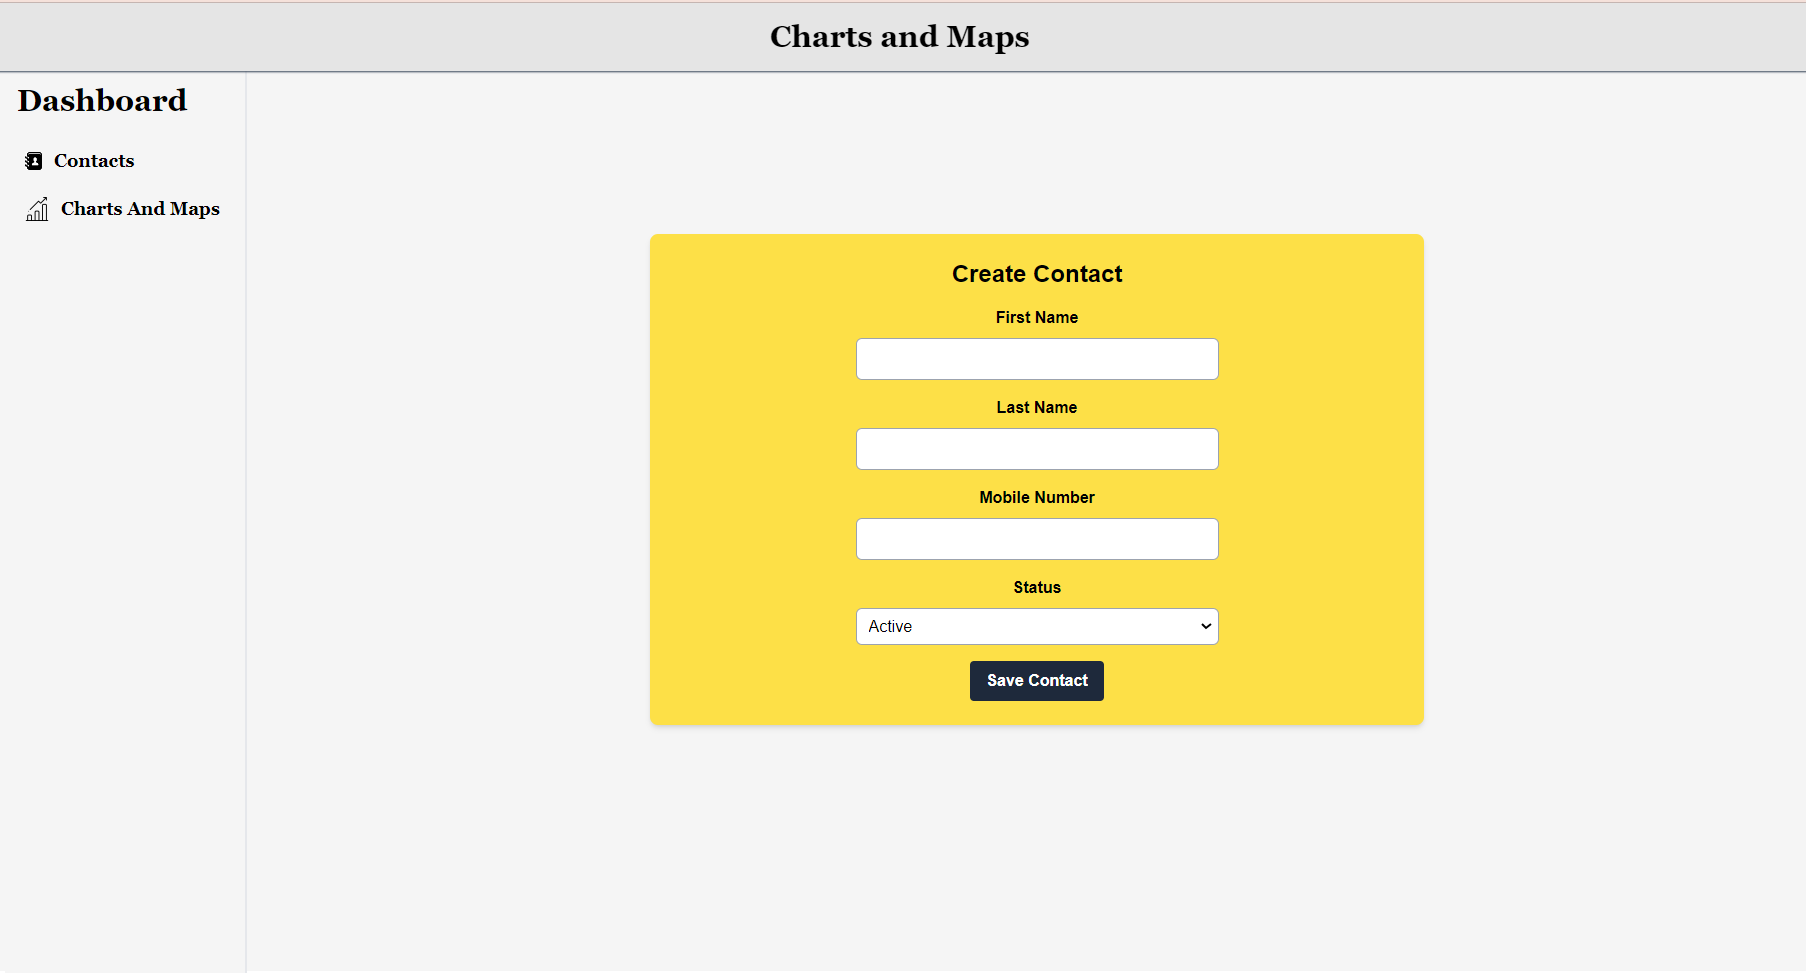 Charts and Maps
Dashboard
Contacts
Charts And Maps
Create Contact
First Name
Last Name
Mobile Number
Status
Active
Save Contact